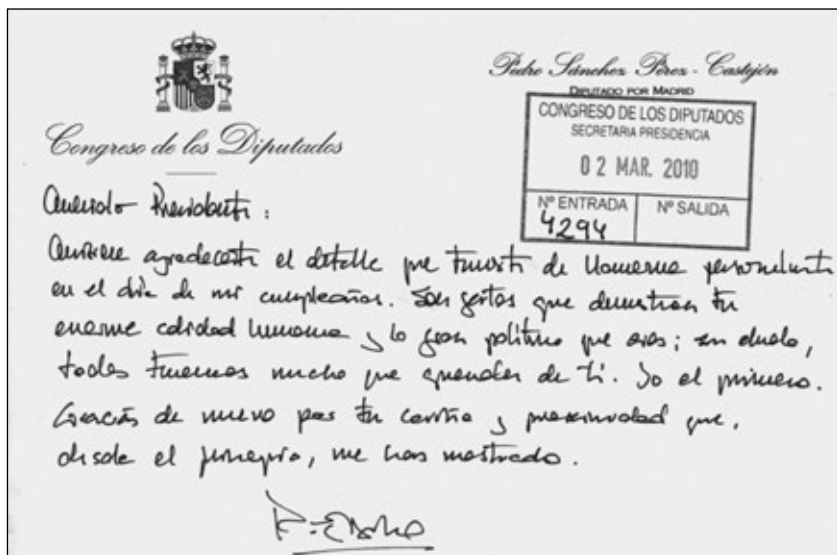 Pedro Sánchez Pérez - Castejón
DIPUTADO POR MADRID
Congreso de los Diputados
CONGRESO DE LOS DIPUTADOS
SECRETARIA PRESIDENCIA
02 MAR. 2010
Nº ENTRADA
Nº SALIDA
4294
Querido Presidente:
Quisiera agradecerte el detalle que tuviste de llamarme personalmente
en el día de mi cumpleaños. Son gestos que demuestran tu
enorme calidad humana y lo gran político que eres; sin duda,
todos tenemos mucho que aprender de ti. Yo el primero.
Gracias de nuevo por tu cariño y proximidad que,
desde el principio, me has mostrado.